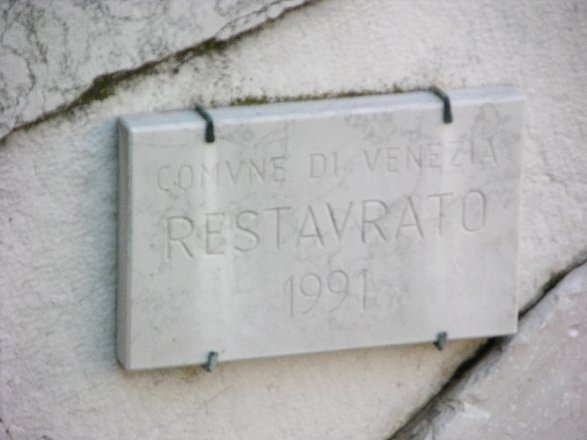 COMVNE DI VENEZIA
RESTAVRATO
1991